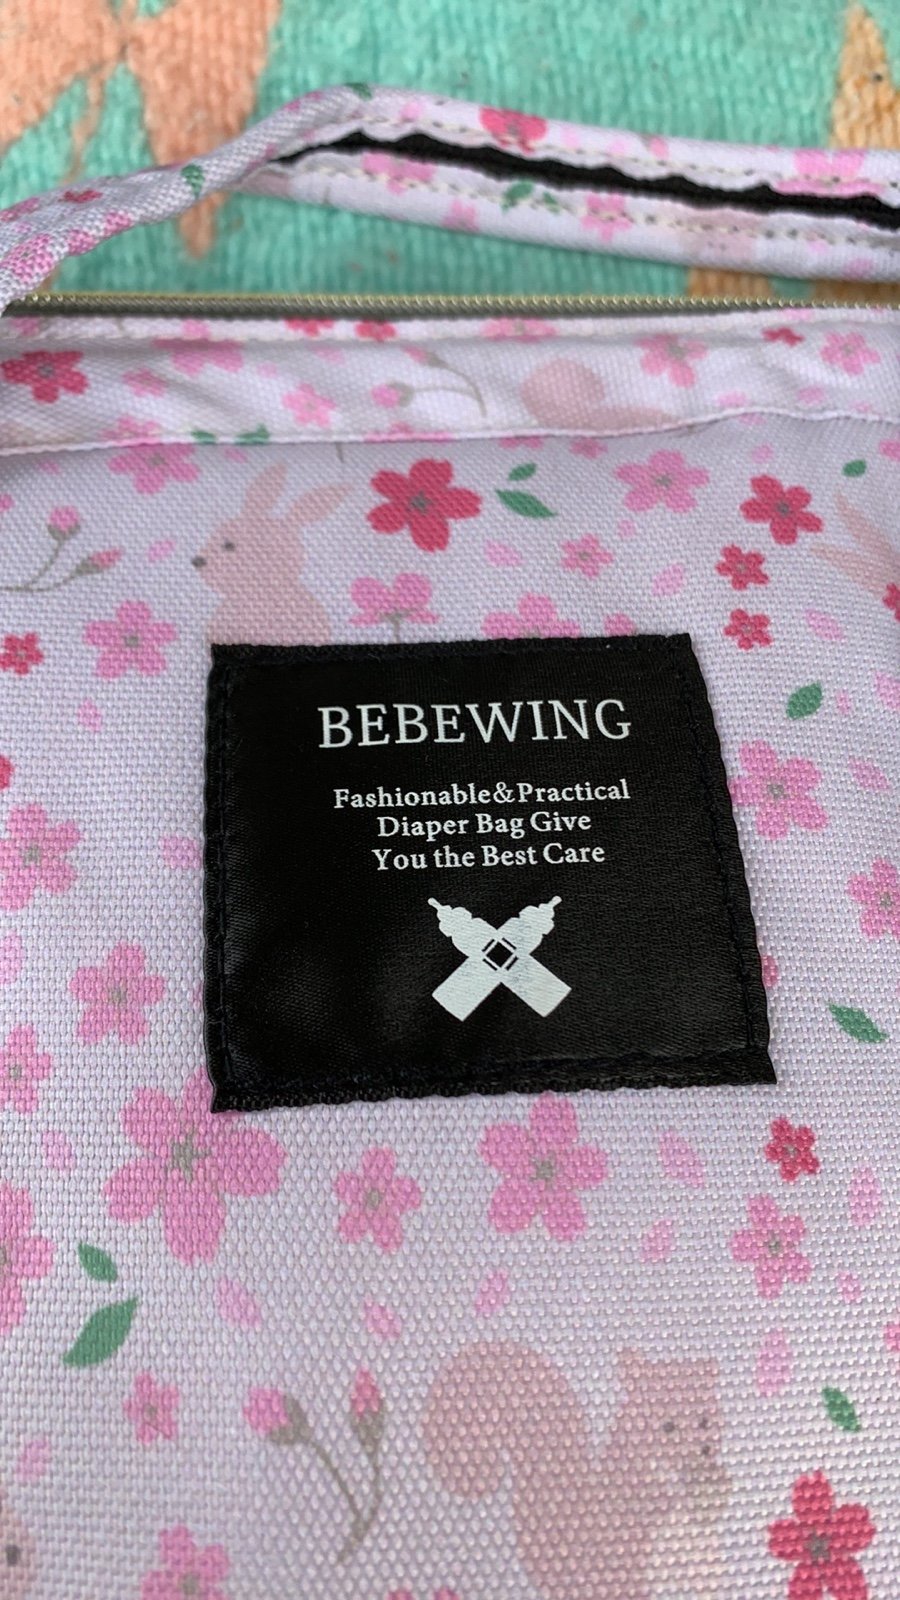 BEBEWING
Fashionable&Practical
Diaper Bag Give
You the Best Care